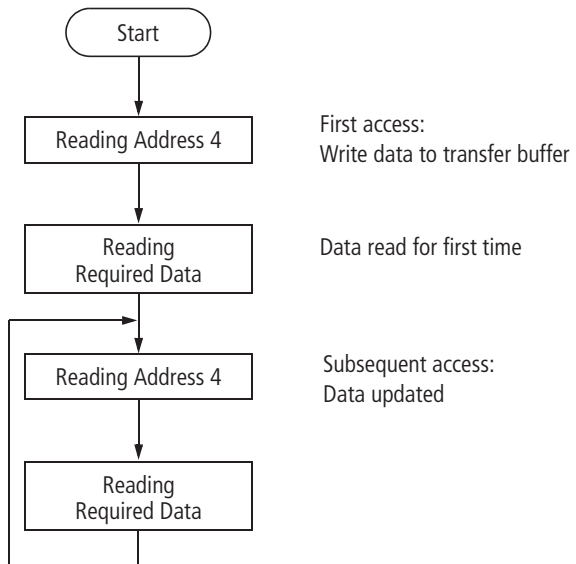 Start
Reading Address 4
First access:
Write data to transfer buffer
Reading
Required Data
Data read for first time
Reading Address 4
Subsequent access:
Data updated
Reading
Required Data